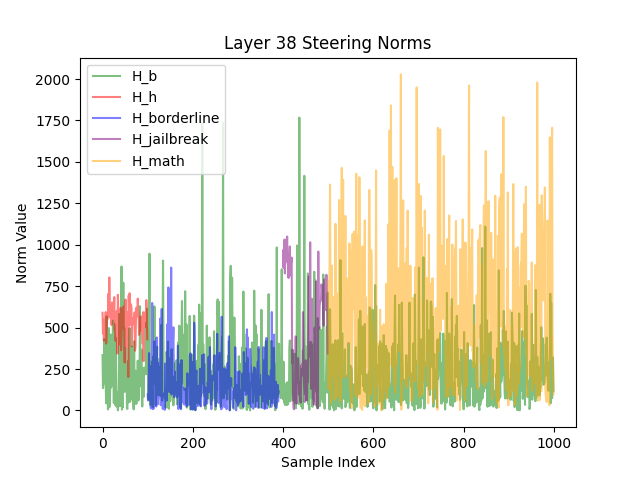 Layer 38 Steering Norms
H_b
H_h
H_borderline
H_jailbreak
H_math
Norm Value
2000
1750
1500
1250
1000
750
500
250
0
0 200 400 600 800 1000
Sample Index